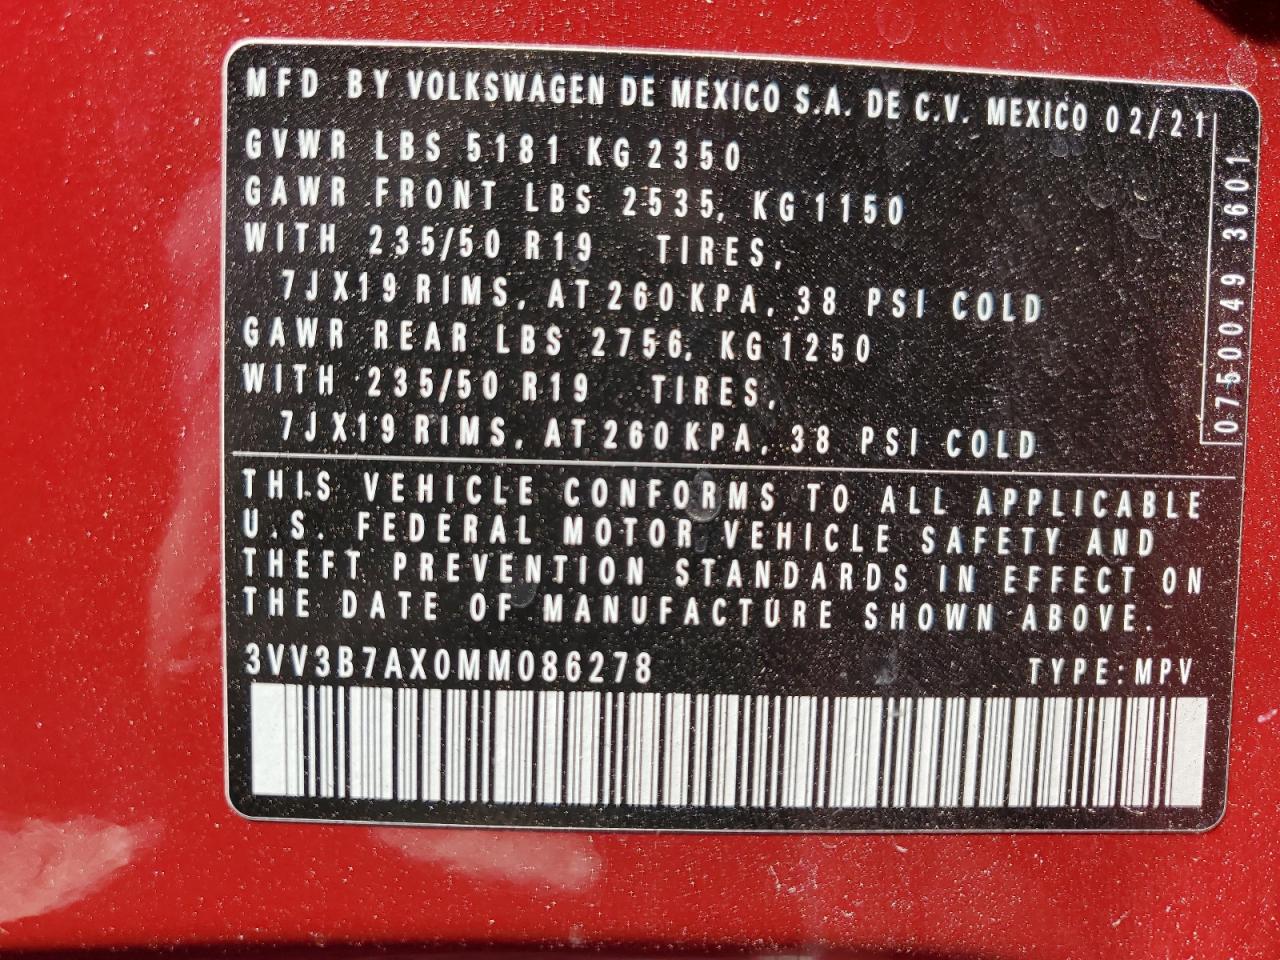 MFD BY VOLKSWAGEN DE MEXICO S.A. DE C.V. MEXICO 02/21
GVWR LBS 5181 KG 2350
GAWR FRONT LBS 2535, KG 1150
WITH 235/50 R19 TIRES,
7JX19 RIMS, AT 260 KPA, 38 PSI COLD
GAWR REAR LBS 2756, KG 1250
WITH 235/50 R19 TIRES,
7JX19 RIMS, AT 260 KPA, 38 PSI COLD
0750049 3601
THIS VEHICLE CONFORMS TO ALL APPLICABLE
U.S. FEDERAL MOTOR VEHICLE SAFETY AND
THEFT PREVENTION STANDARDS IN EFFECT ON
THE DATE OF MANUFACTURE SHOWN ABOVE.
3VV3B7AX0MM086278 TYPE:MPV